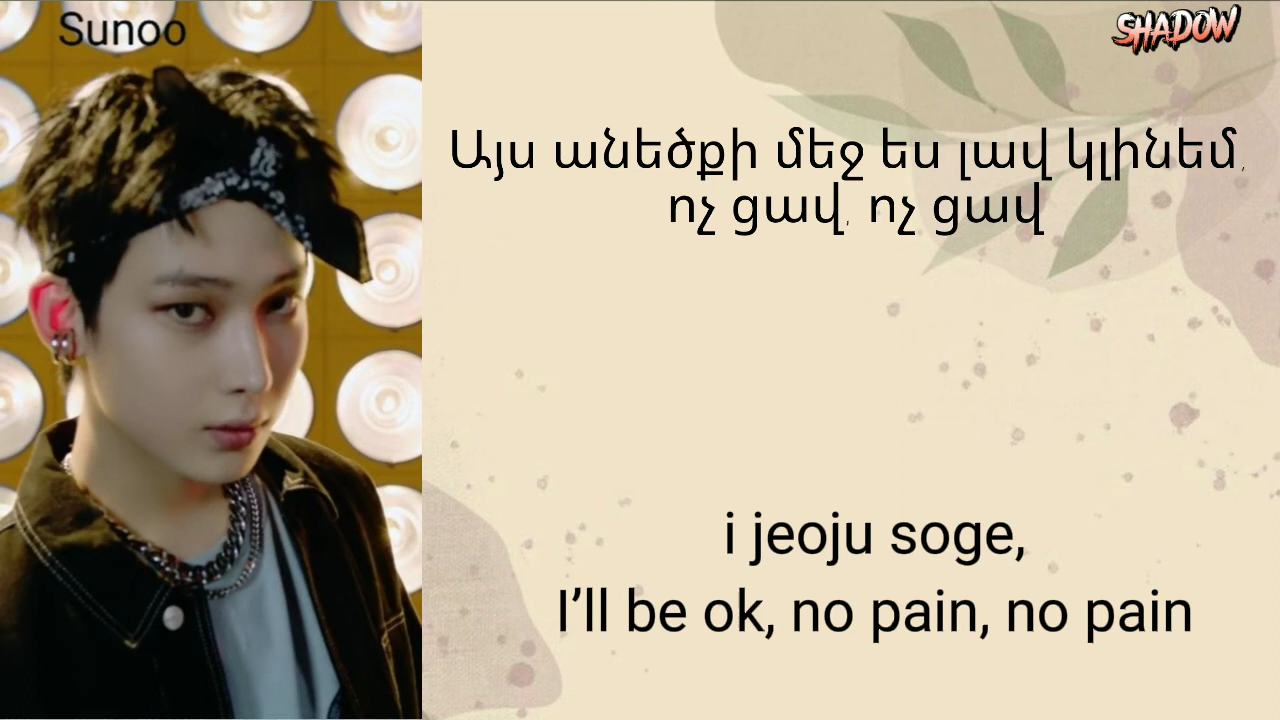 Sunoo
SHADOW
Այս անեծքի մեջ ես լավ կլինեմ,
ոչ ցավ, ոչ ցավ
i jeoju soge,
I’ll be ok, no pain, no pain